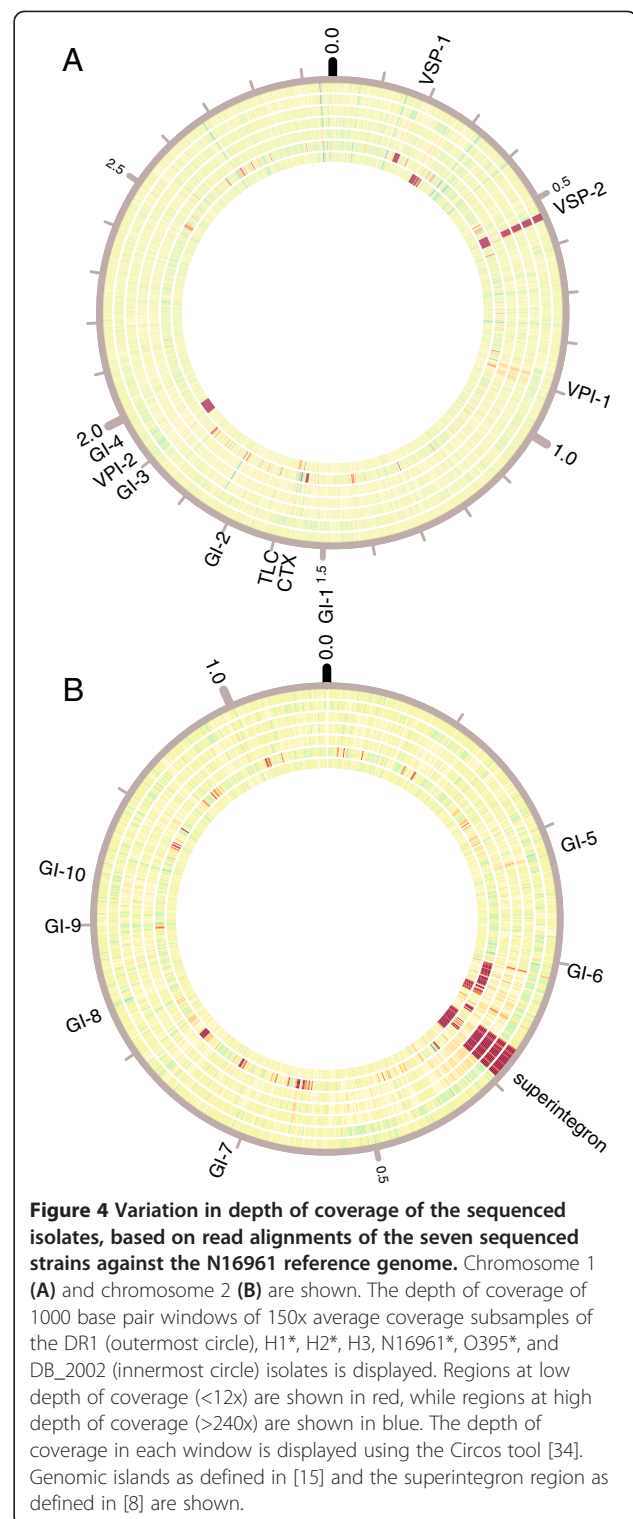 A
0.0
VSP-1
0.5
VSP-2
VPI-1
1.0
GI-1 1.5
CTX
TLC
GI-2
GI-3
VPI-2
GI-4
2.0
2.5
B
0.0
GI-5
GI-6
superintegron
0.5
GI-7
GI-8
GI-9
GI-10
1.0
Figure 4 Variation in depth of coverage of the sequenced
isolates, based on read alignments of the seven sequenced
strains against the N16961 reference genome. Chromosome 1
(A) and chromosome 2 (B) are shown. The depth of coverage of
1000 base pair windows of 150x average coverage subsamples of
the DR1 (outermost circle), H1*, H2*, H3, N16961*, O395*, and
DB_2002 (innermost circle) isolates is displayed. Regions at low
depth of coverage (<12x) are shown in red, while regions at high
depth of coverage (>240x) are shown in blue. The depth of
coverage in each window is displayed using the Circos tool [34].
Genomic islands as defined in [15] and the superintegron region as
defined in [8] are shown.